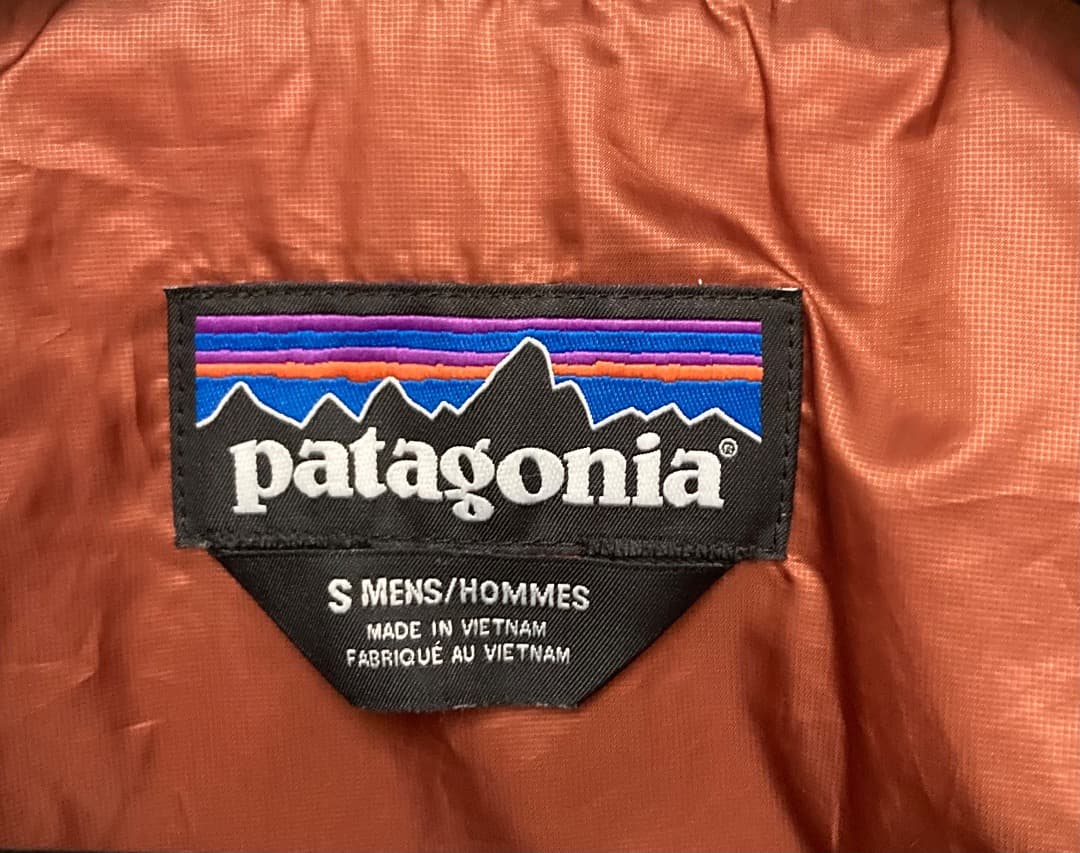 patagonia®
S MENS/HOMMES
MADE IN VIETNAM
FABRIQUÉ AU VIETNAM